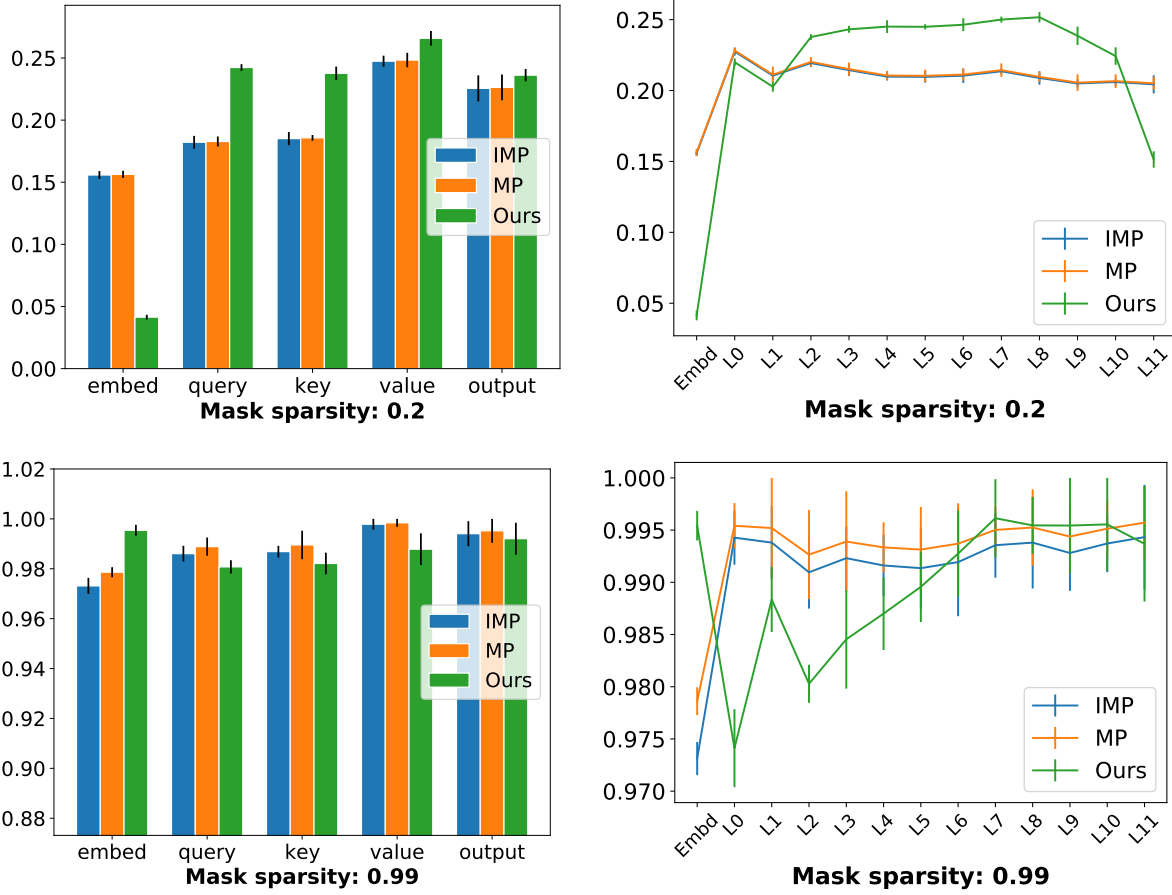 0.25
0.20
0.15
0.10
0.05
0.00
IMP
MP
Ours
embed query key value output
Mask sparsity: 0.2
0.25
0.20
0.15
0.10
0.05
IMP
MP
Ours
Embd L0 L1 L2 L3 L4 L5 L6 L7 L8 L9 L10 L11
Mask sparsity: 0.2
1.02
1.00
0.98
0.96
0.94
0.92
0.90
0.88
IMP
MP
Ours
embed query key value output
Mask sparsity: 0.99
1.000
0.995
0.990
0.985
0.980
0.975
0.970
IMP
MP
Ours
Embd L0 L1 L2 L3 L4 L5 L6 L7 L8 L9 L10 L11
Mask sparsity: 0.99